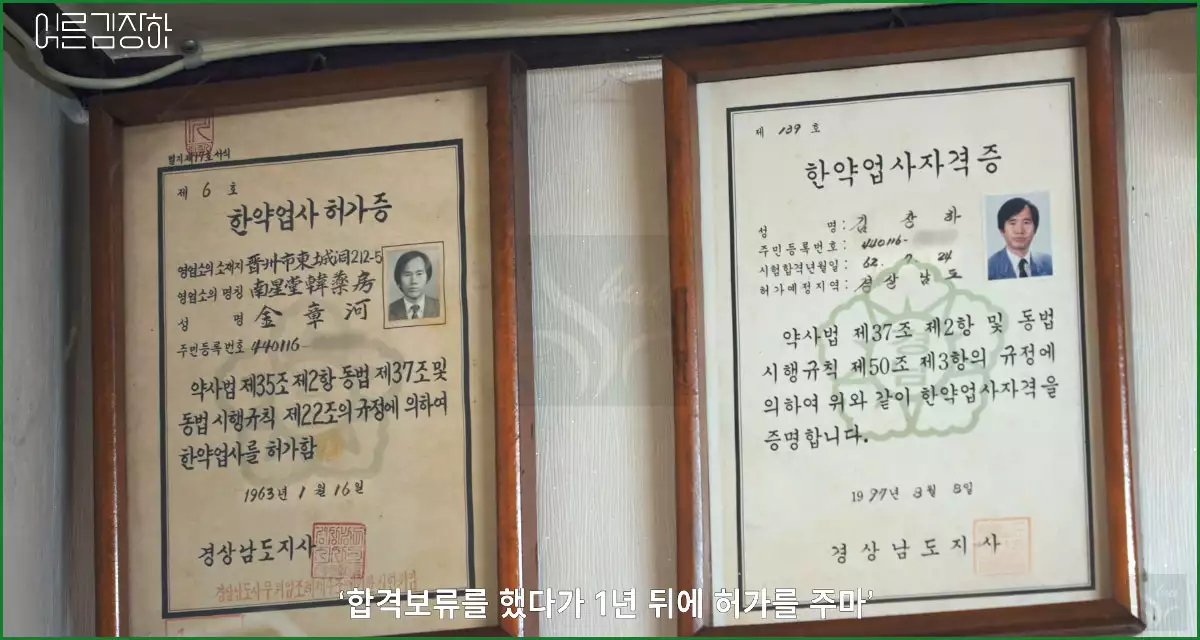 어른김장하
별지제17호서식
제 6 호
한약업사 허가증
영업소의 소재지 晋州市東城洞212-5
영업소의 명칭 南星堂韓藥房
성 명 金章河
주민등록번호 440116-
약사법 제35조 제2항 동법 제37조 및
동법 시행규칙 제22조의 규정에 의하여
한약업사를 허가함
1963년 1월 16일
경상남도지사
제 139 호
한약업사자격증
성 명: 김장하
주민등록번호: 440116-
시험합격년월일: 62. 7. 24
허가예정지역: 경상남도
약사법 제37조 제2항 및 동법
시행규칙 제50조 제3항의 규정에
의하여 위와 같이 한약업사자격을
증명합니다.
1997년 3월 8일
경상남도지사
‘합격보류를 했다가 1년 뒤에 허가를 주마’